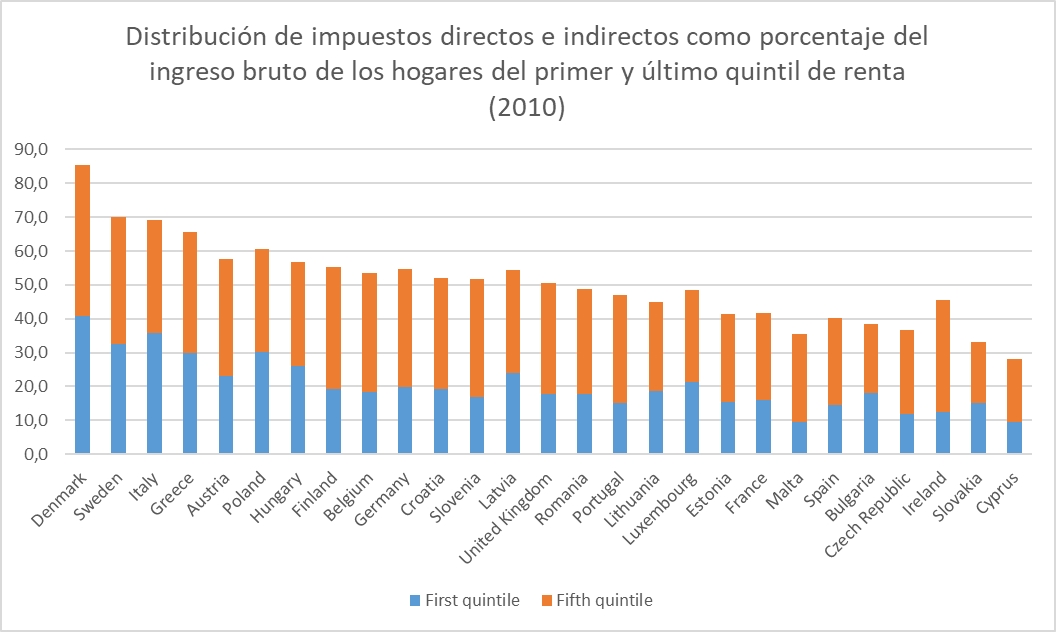 Distribución de impuestos directos e indirectos como porcentaje del
ingreso bruto de los hogares del primer y último quintil de renta
(2010)
90,0
80,0
70,0
60,0
50,0
40,0
30,0
20,0
10,0
0,0
Denmark
Sweden
Italy
Greece
Austria
Poland
Hungary
Finland
Belgium
Germany
Croatia
Slovenia
Latvia
United Kingdom
Romania
Portugal
Lithuania
Luxembourg
Estonia
France
Malta
Spain
Bulgaria
Czech Republic
Ireland
Slovakia
Cyprus
First quintile
Fifth quintile